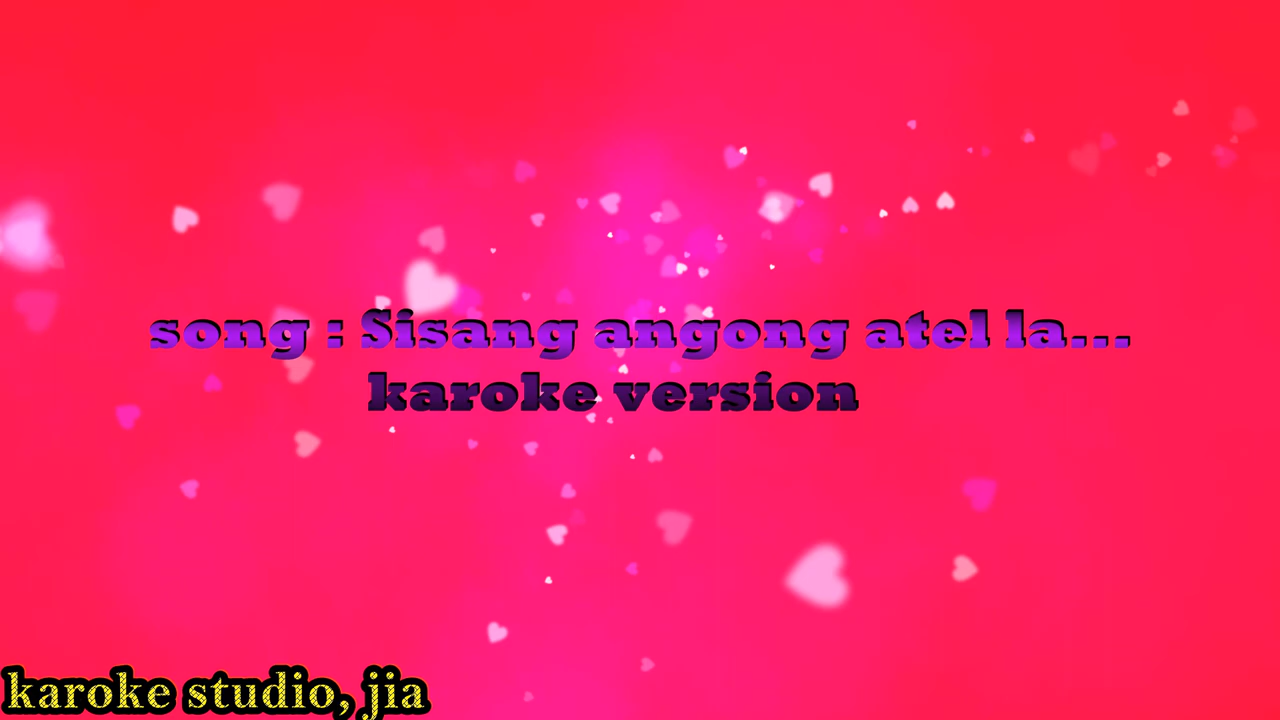 song : Sisang angong atel la...
karoke version
karoke studio, jia